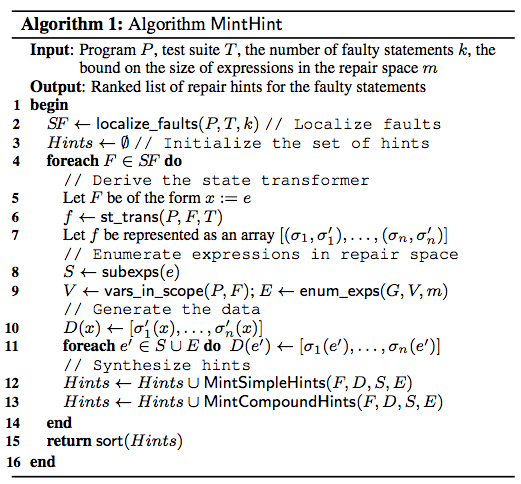 Algorithm 1: Algorithm MintHint
Input: Program P, test suite T, the number of faulty statements k, the
bound on the size of expressions in the repair space m
Output: Ranked list of repair hints for the faulty statements
1 begin
2 SF ← localize_faults(P, T, k) // Localize faults
3 Hints ← ∅ // Initialize the set of hints
4 foreach F ∈ SF do
// Derive the state transformer
5 Let F be of the form x := e
6 f ← st_trans(P, F, T)
7 Let f be represented as an array [(σ₁, σ′₁), . . . , (σₙ, σ′ₙ)]
// Enumerate expressions in repair space
8 S ← subexps(e)
9 V ← vars_in_scope(P, F); E ← enum_exps(G, V, m)
// Generate the data
10 D(x) ← [σ′₁(x), . . . , σ′ₙ(x)]
11 foreach e′ ∈ S ∪ E do D(e′) ← [σ₁(e′), . . . , σₙ(e′)]
// Synthesize hints
12 Hints ← Hints ∪ MintSimpleHints(F, D, S, E)
13 Hints ← Hints ∪ MintCompoundHints(F, D, S, E)
14 end
15 return sort(Hints)
16 end